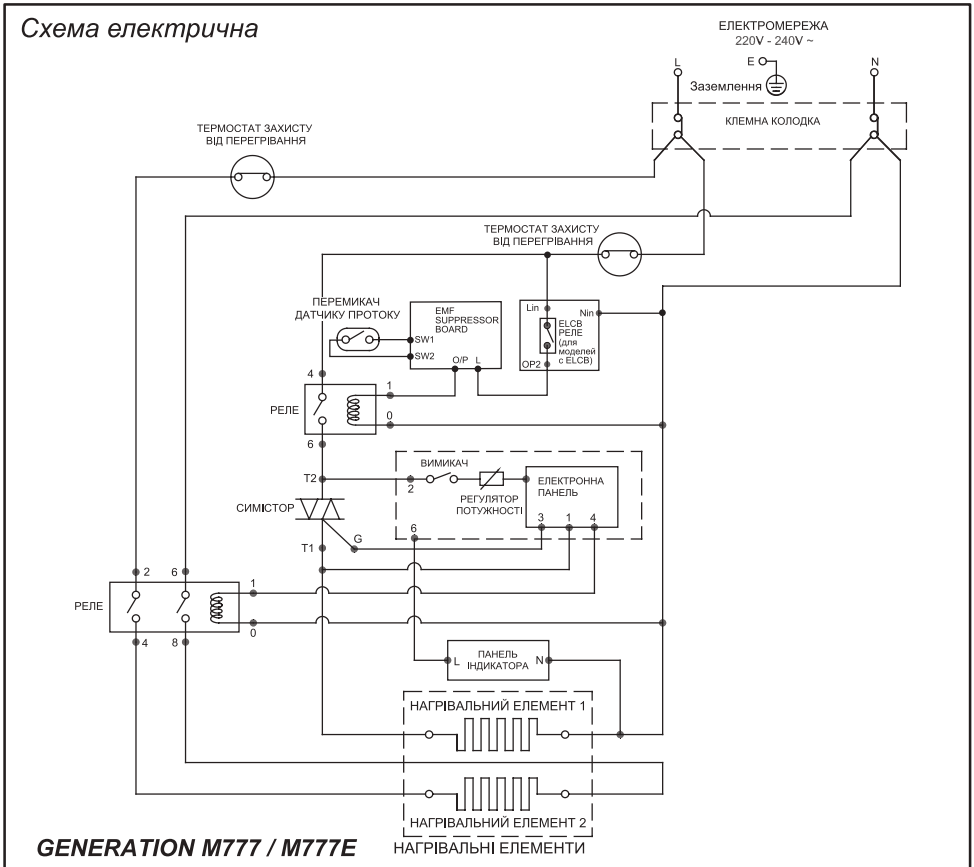 Схема електрична
ЕЛЕКТРОМЕРЕЖА
220V - 240V ~
L
E
N
Заземлення
КЛЕМНА КОЛОДКА
ТЕРМОСТАТ ЗАХИСТУ
ВІД ПЕРЕГРІВАННЯ
ТЕРМОСТАТ ЗАХИСТУ
ВІД ПЕРЕГРІВАННЯ
ПЕРЕМИКАЧ
ДАТЧИКУ ПРОТОКУ
EMF
SUPPRESSOR
BOARD
SW1
SW2
O/P L
Lin
Nin
ELCB
РЕЛЕ
(для
моделей
с ELCB)
OP2
4
1
РЕЛЕ
0
6
T2
ВИМИКАЧ
2
РЕГУЛЯТОР
ПОТУЖНОСТІ
ЕЛЕКТРОННА
ПАНЕЛЬ
СИМІСТОР
3 1 4
6
G
T1
2 6
1
РЕЛЕ
0
4 8
L
ПАНЕЛЬ
ІНДИКАТОРА
N
НАГРІВАЛЬНИЙ ЕЛЕМЕНТ 1
НАГРІВАЛЬНИЙ ЕЛЕМЕНТ 2
GENERATION M777 / M777E
НАГРІВАЛЬНІ ЕЛЕМЕНТИ